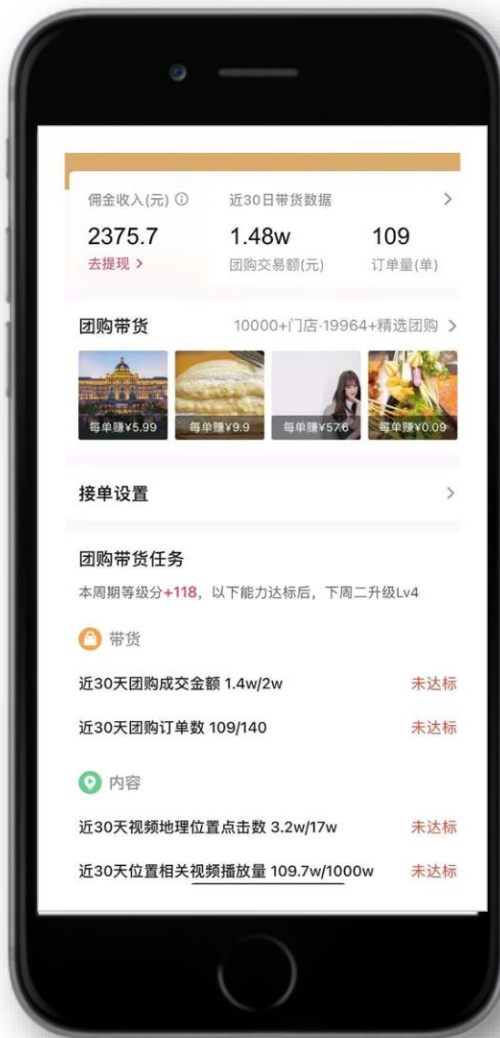 佣金收入(元)
近30日带货数据
2375.7
1.48w
109
去提现 >
团购交易额(元)
订单量(单)
团购带货
10000+门店·19964+精选团购
每单赚¥5.99
每单赚¥9.9
每单赚¥57.6
每单赚¥0.09
接单设置
团购带货任务
本周期等级分+118，以下能力达标后，下周二升级Lv4
带货
近30天团购成交金额 1.4w/2w
未达标
近30天团购订单数 109/140
未达标
内容
近30天视频地理位置点击数 3.2w/17w
未达标
近30天位置相关视频播放量 109.7w/1000w
未达标